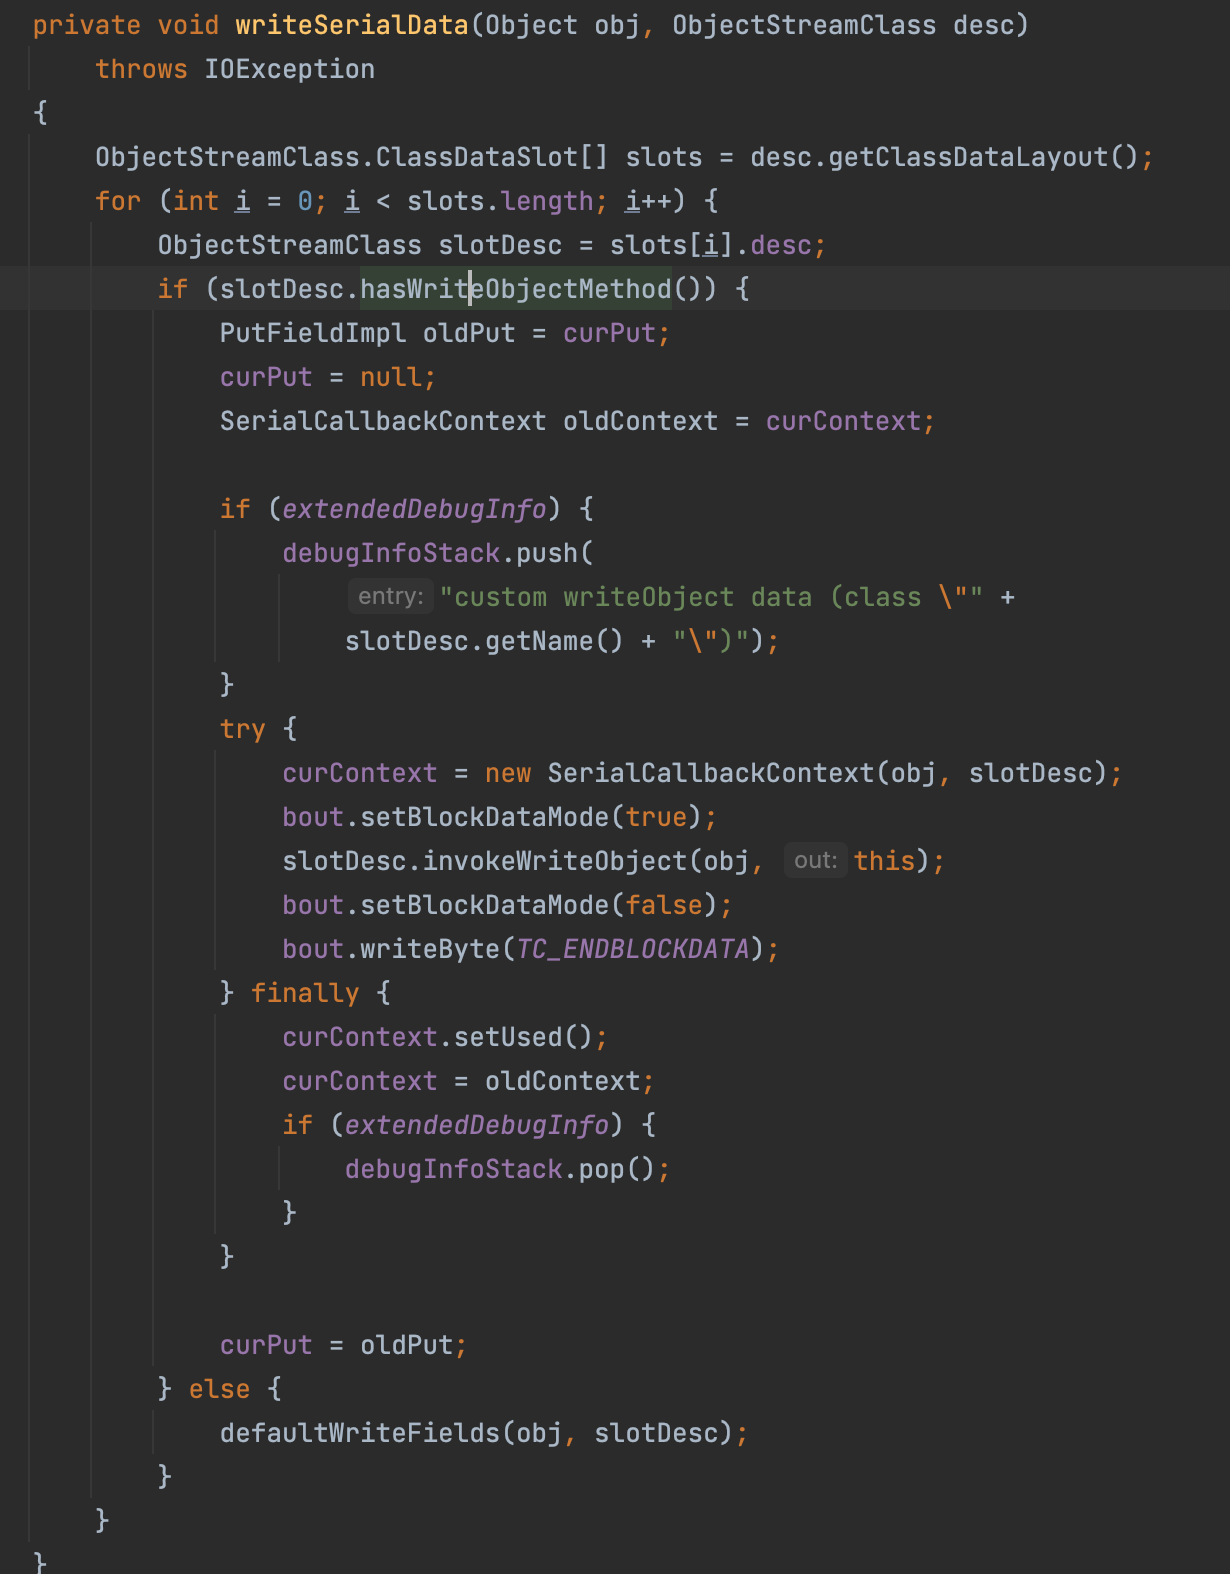 private void writeSerialData(Object obj, ObjectStreamClass desc)
    throws IOException
{
    ObjectStreamClass.ClassDataSlot[] slots = desc.getClassDataLayout();
    for (int i = 0; i < slots.length; i++) {
        ObjectStreamClass slotDesc = slots[i].desc;
        if (slotDesc.hasWriteObjectMethod()) {
            PutFieldImpl oldPut = curPut;
            curPut = null;
            SerialCallbackContext oldContext = curContext;

            if (extendedDebugInfo) {
                debugInfoStack.push(
                    entry: "custom writeObject data (class \"" +
                    slotDesc.getName() + "\")");
            }
            try {
                curContext = new SerialCallbackContext(obj, slotDesc);
                bout.setBlockDataMode(true);
                slotDesc.invokeWriteObject(obj, out: this);
                bout.setBlockDataMode(false);
                bout.writeByte(TC_ENDBLOCKDATA);
            } finally {
                curContext.setUsed();
                curContext = oldContext;
                if (extendedDebugInfo) {
                    debugInfoStack.pop();
                }
            }

            curPut = oldPut;
        } else {
            defaultWriteFields(obj, slotDesc);
        }
    }
}